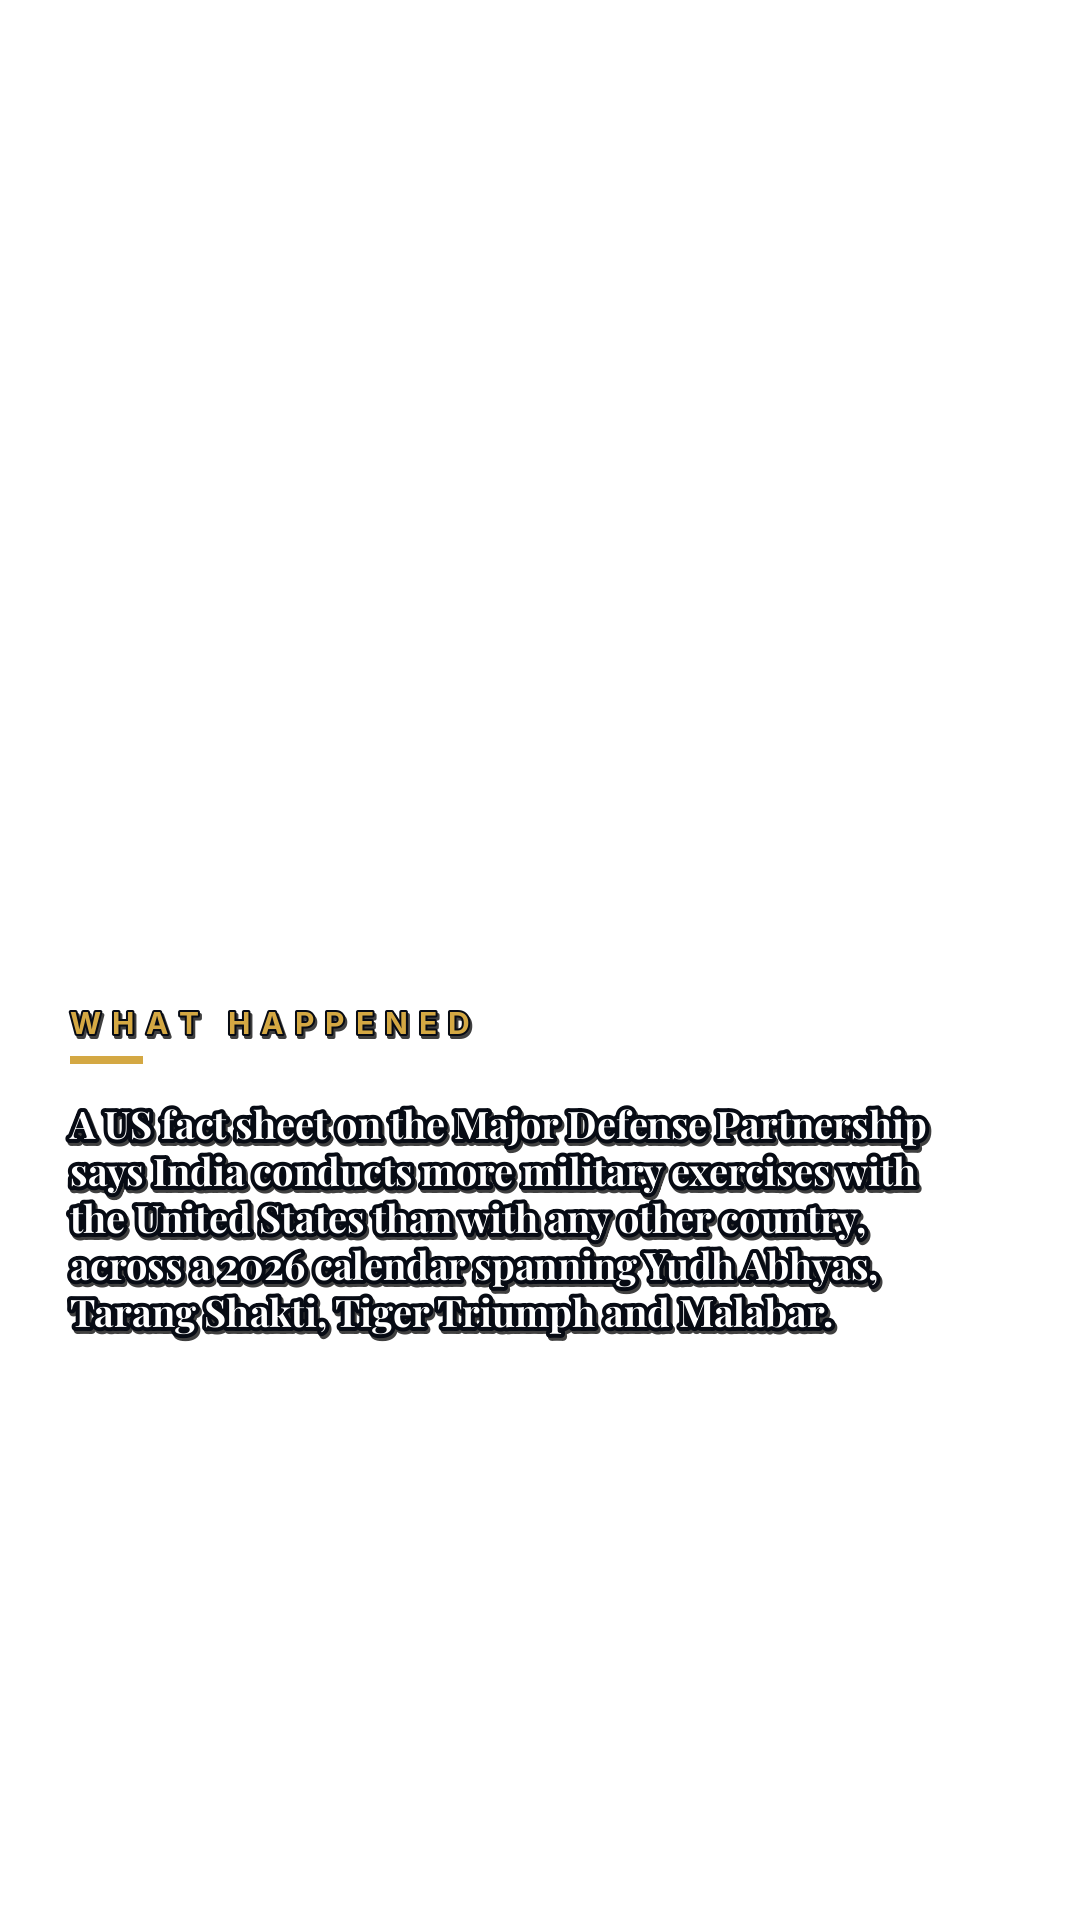 WHAT HAPPENED
A US fact sheet on the Major Defense Partnership
says India conducts more military exercises with
the United States than with any other country,
across a 2026 calendar spanning Yudh Abhyas,
Tarang Shakti, Tiger Triumph and Malabar.